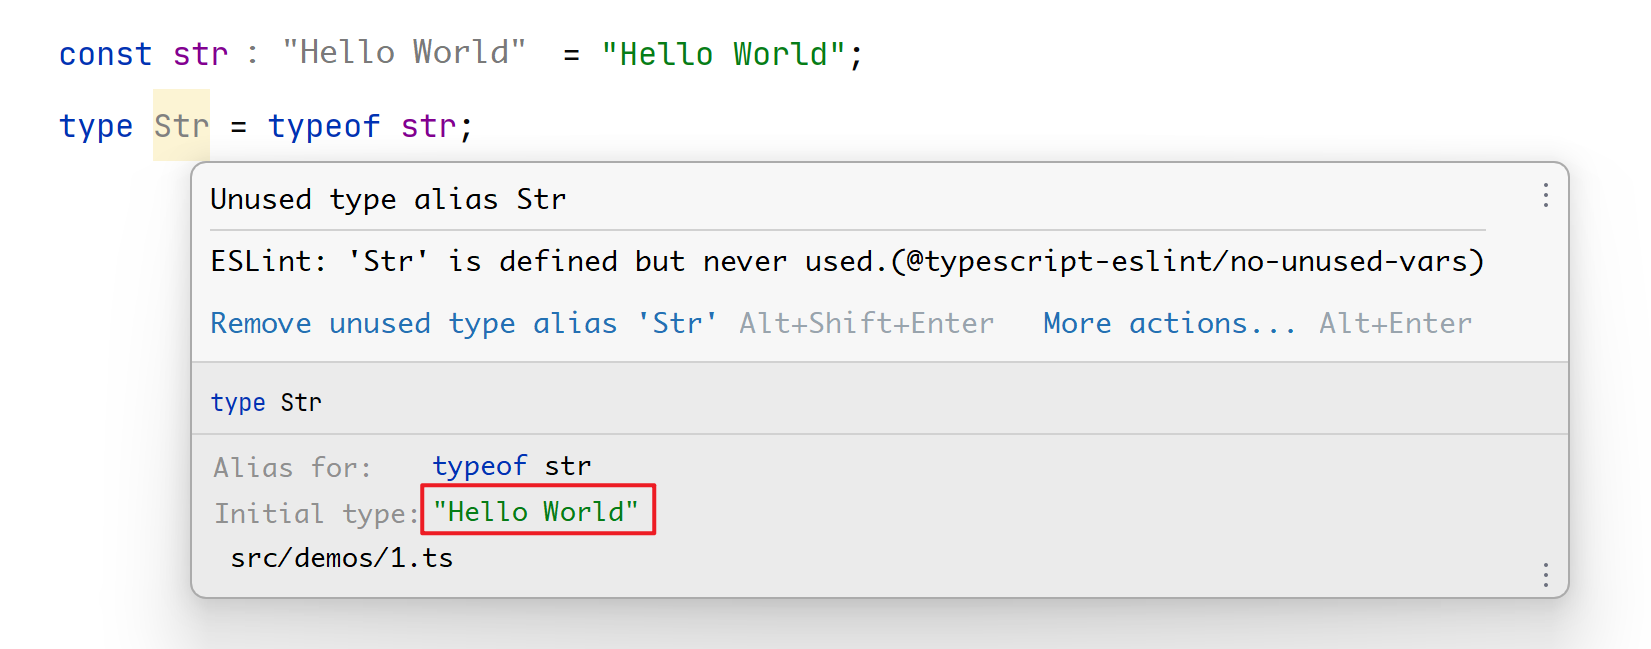 const str : "Hello World" = "Hello World";
type Str = typeof str;
Unused type alias Str
ESLint: 'Str' is defined but never used.(@typescript-eslint/no-unused-vars)
Remove unused type alias 'Str' Alt+Shift+Enter More actions... Alt+Enter
type Str
Alias for: typeof str
Initial type: "Hello World"
src/demos/1.ts